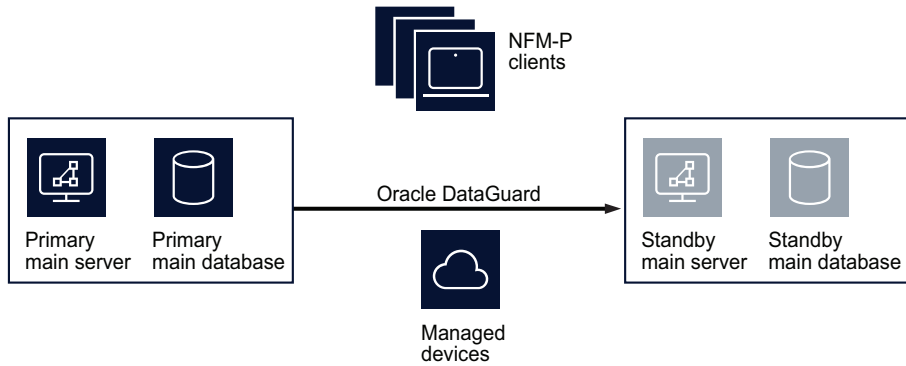 NFM-P
clients
Oracle DataGuard
Primary
main server
Primary
main database
Standby
main server
Standby
main database
Managed
devices